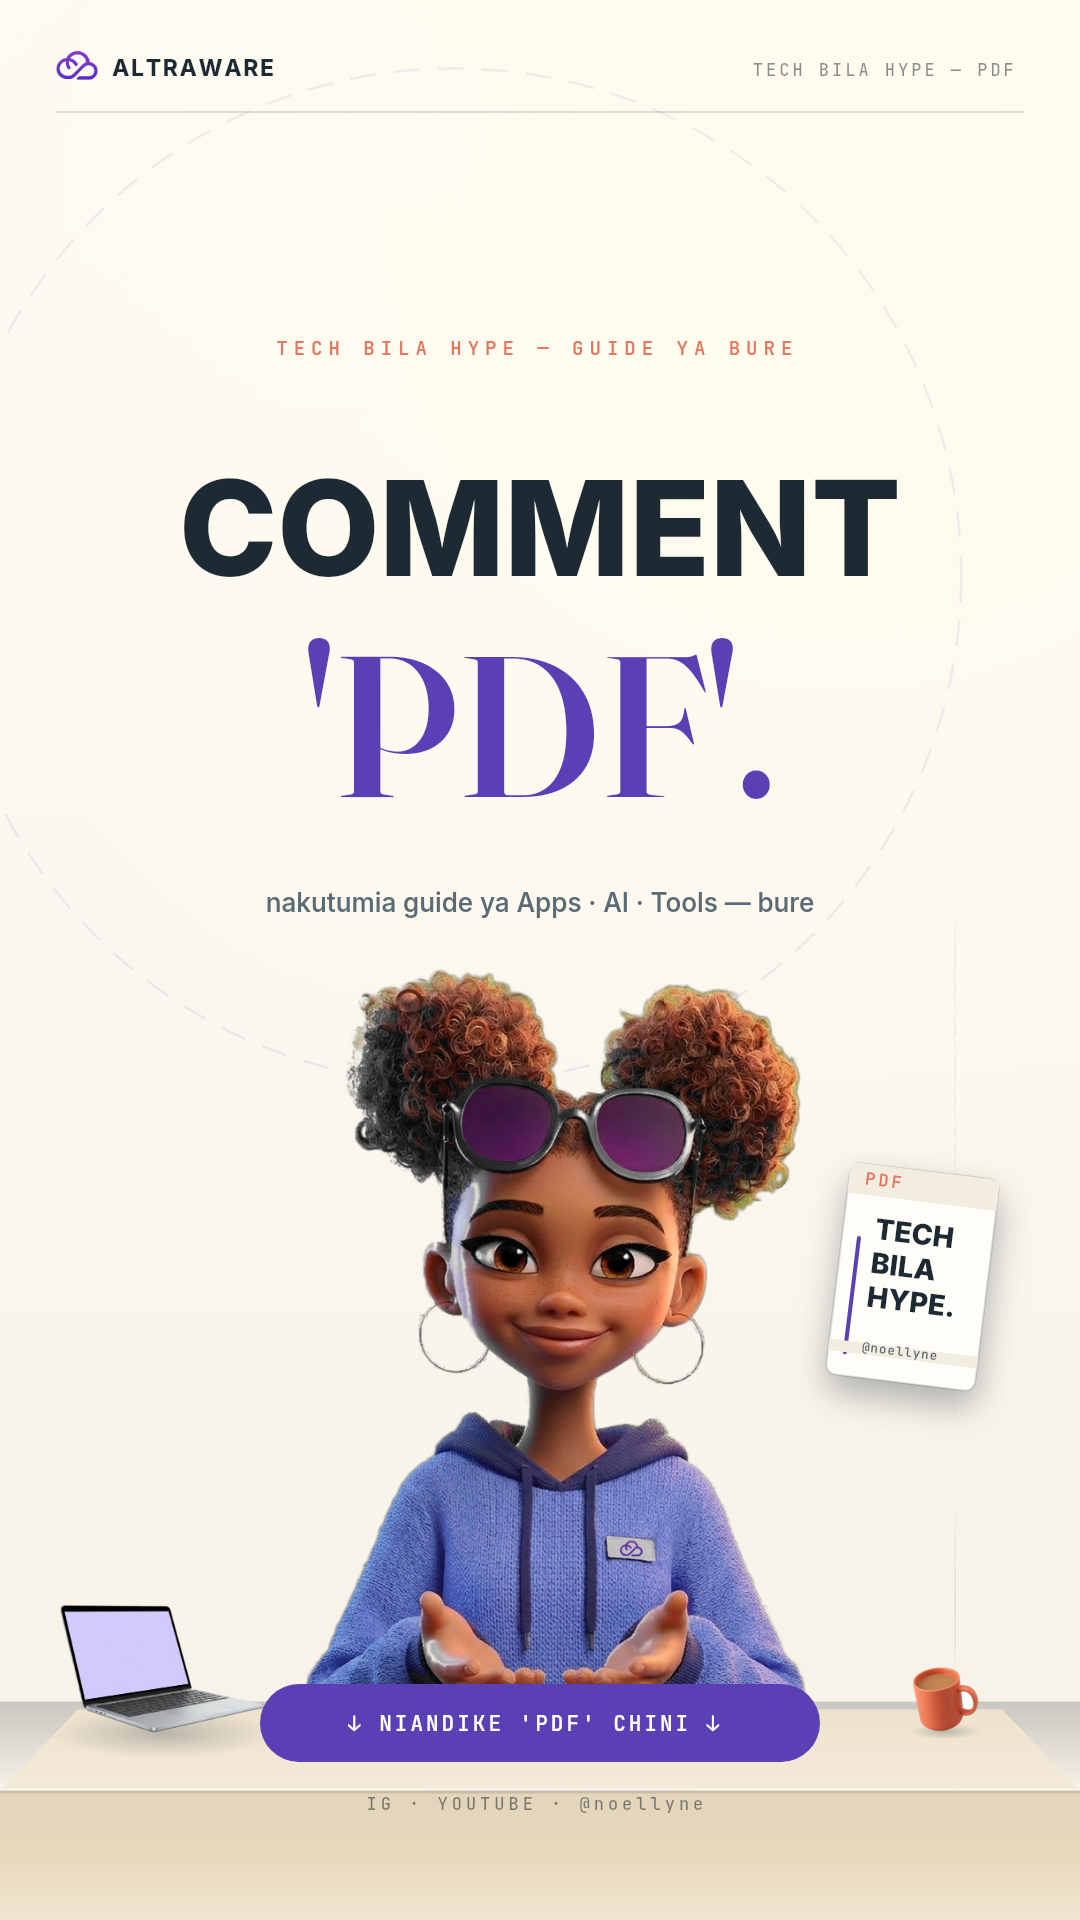 ALTRAWARE
TECH BILA HYPE — PDF
TECH BILA HYPE — GUIDE YA BURE
COMMENT
'PDF'.
nakutumia guide ya Apps · AI · Tools — bure
PDF
TECH
BILA
HYPE.
@noellyne
↓ NIANDIKE 'PDF' CHINI ↓
IG · YOUTUBE · @noellyne